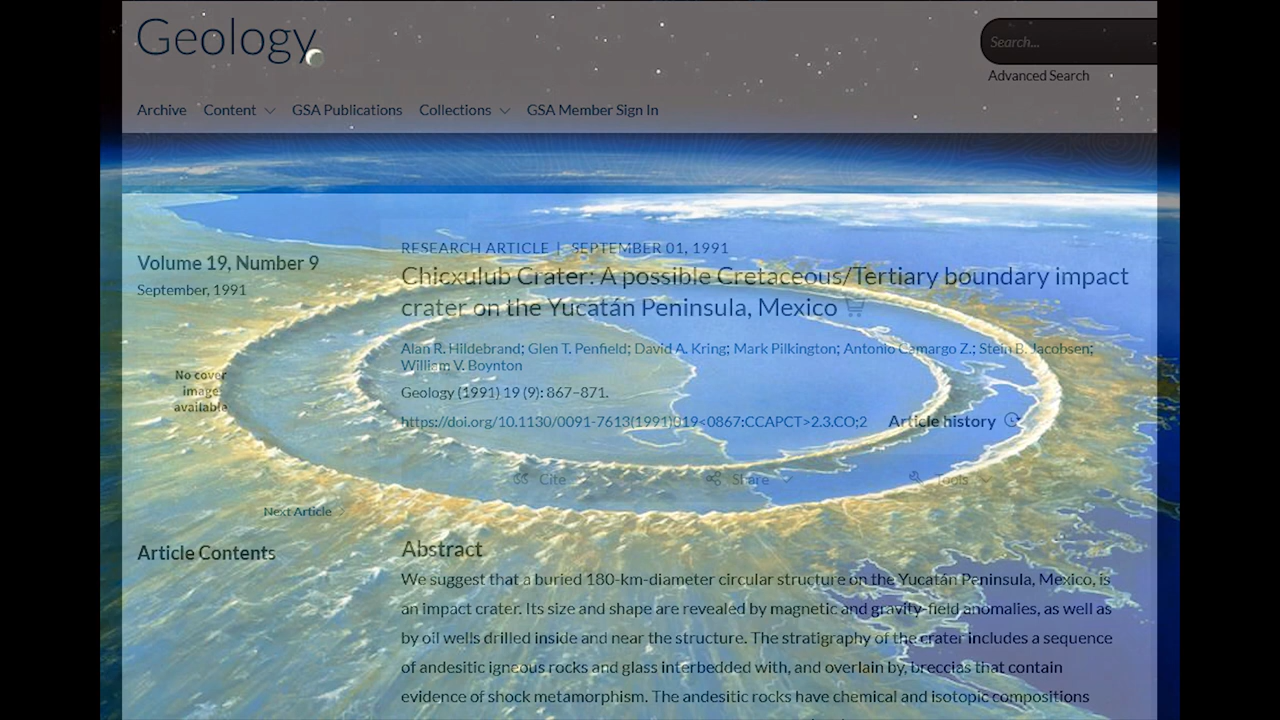 Geology
Search...
Advanced Search
Archive Content GSA Publications Collections GSA Member Sign In
Volume 19, Number 9
September, 1991
No cover
image
available
Next Article
Article Contents
RESEARCH ARTICLE | SEPTEMBER 01, 1991
Chicxulub Crater: A possible Cretaceous/Tertiary boundary impact
crater on the Yucatán Peninsula, Mexico
Alan R. Hildebrand; Glen T. Penfield; David A. Kring; Mark Pilkington; Antonio Camargo Z.; Stein B. Jacobsen;
William V. Boynton
Geology (1991) 19 (9): 867–871.
https://doi.org/10.1130/0091-7613(1991)019<0867:CCAPCT>2.3.CO;2 Article history
Cite Share Tools
Abstract
We suggest that a buried 180-km-diameter circular structure on the Yucatán Peninsula, Mexico, is
an impact crater. Its size and shape are revealed by magnetic and gravity-field anomalies, as well as
by oil wells drilled inside and near the structure. The stratigraphy of the crater includes a sequence
of andesitic igneous rocks and glass interbedded with, and overlain by, breccias that contain
evidence of shock metamorphism. The andesitic rocks have chemical and isotopic compositions